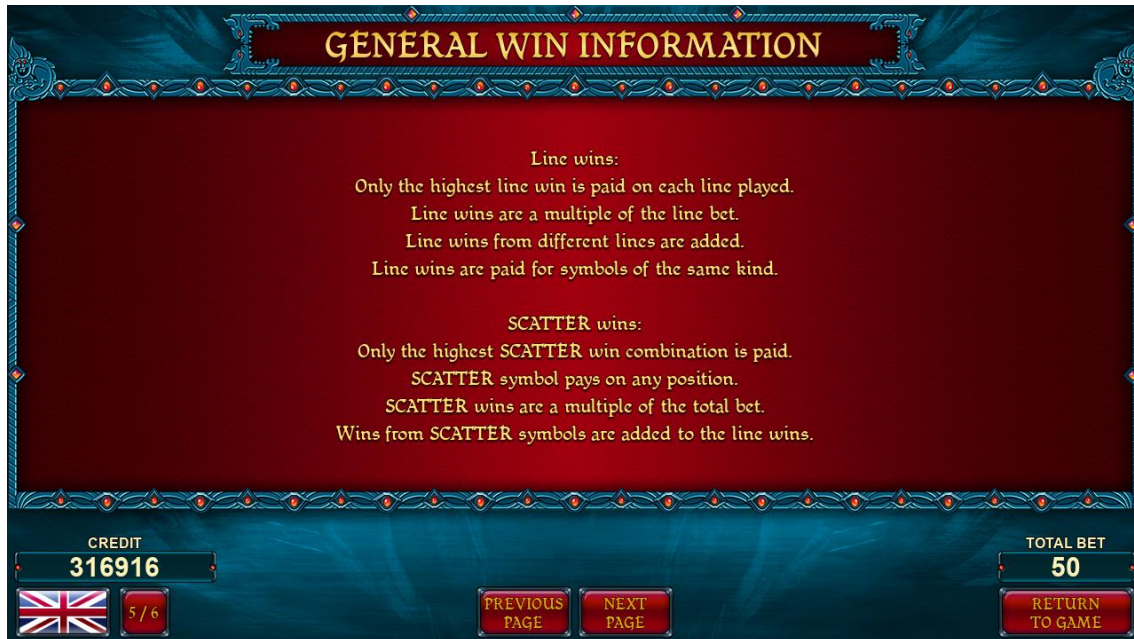 GENERAL WIN INFORMATION
Line wins:
Only the highest line win is paid on each line played.
Line wins are a multiple of the line bet.
Line wins from different lines are added.
Line wins are paid for symbols of the same kind.
SCATTER wins:
Only the highest SCATTER win combination is paid.
SCATTER symbol pays on any position.
SCATTER wins are a multiple of the total bet.
Wins from SCATTER symbols are added to the line wins.
CREDIT
316916
TOTAL BET
50
5/6
PREVIOUS
PAGE
NEXT
PAGE
RETURN
TO GAME